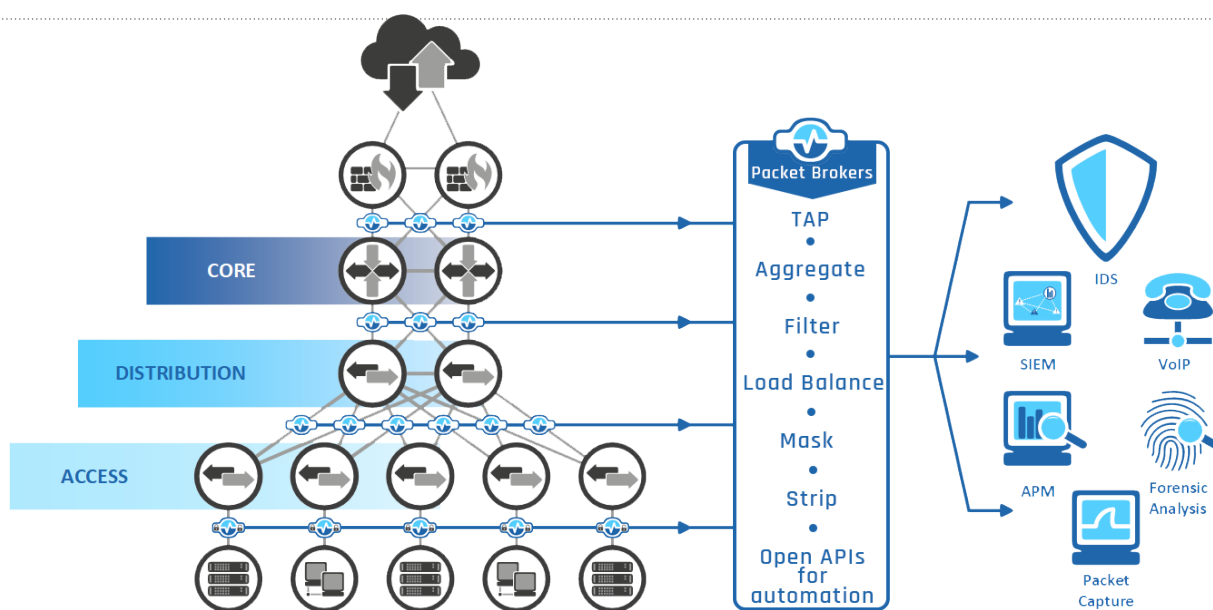 CORE
DISTRIBUTION
ACCESS
Packet Brokers
TAP
Aggregate
Filter
Load Balance
Mask
Strip
Open APIs
for
automation
IDS
SIEM
VoIP
APM
Forensic
Analysis
Packet
Capture